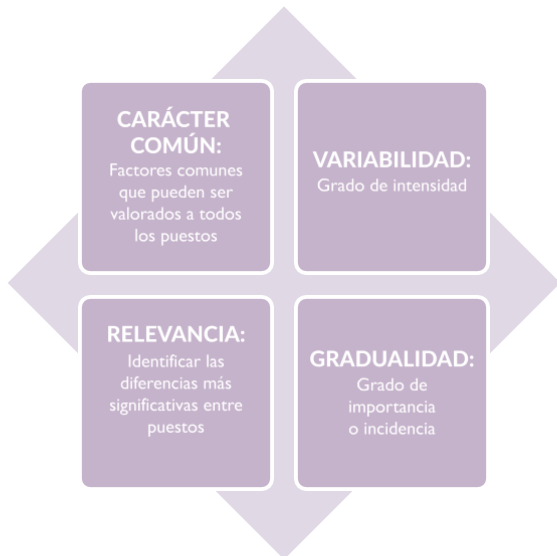 CARÁCTER
COMÚN:
Factores comunes
que pueden ser
valorados a todos
los puestos
VARIABILIDAD:
Grado de intensidad
RELEVANCIA:
Identificar las
diferencias más
significativas entre
puestos
GRADUALIDAD:
Grado de
importancia
o incidencia